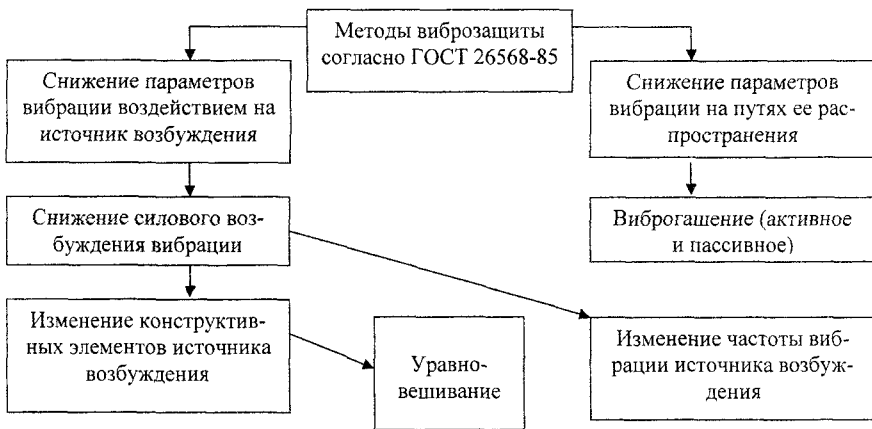 Методы виброзащиты
согласно ГОСТ 26568-85
Снижение параметров
вибрации воздействием на
источник возбуждения
Снижение параметров
вибрации на путях ее рас-
пространения
Снижение силового воз-
буждения вибрации
Виброгашение (активное
и пассивное)
Изменение конструктив-
ных элементов источника
возбуждения
Уравно-
вешивание
Изменение частоты виб-
рации источника возбуж-
дения